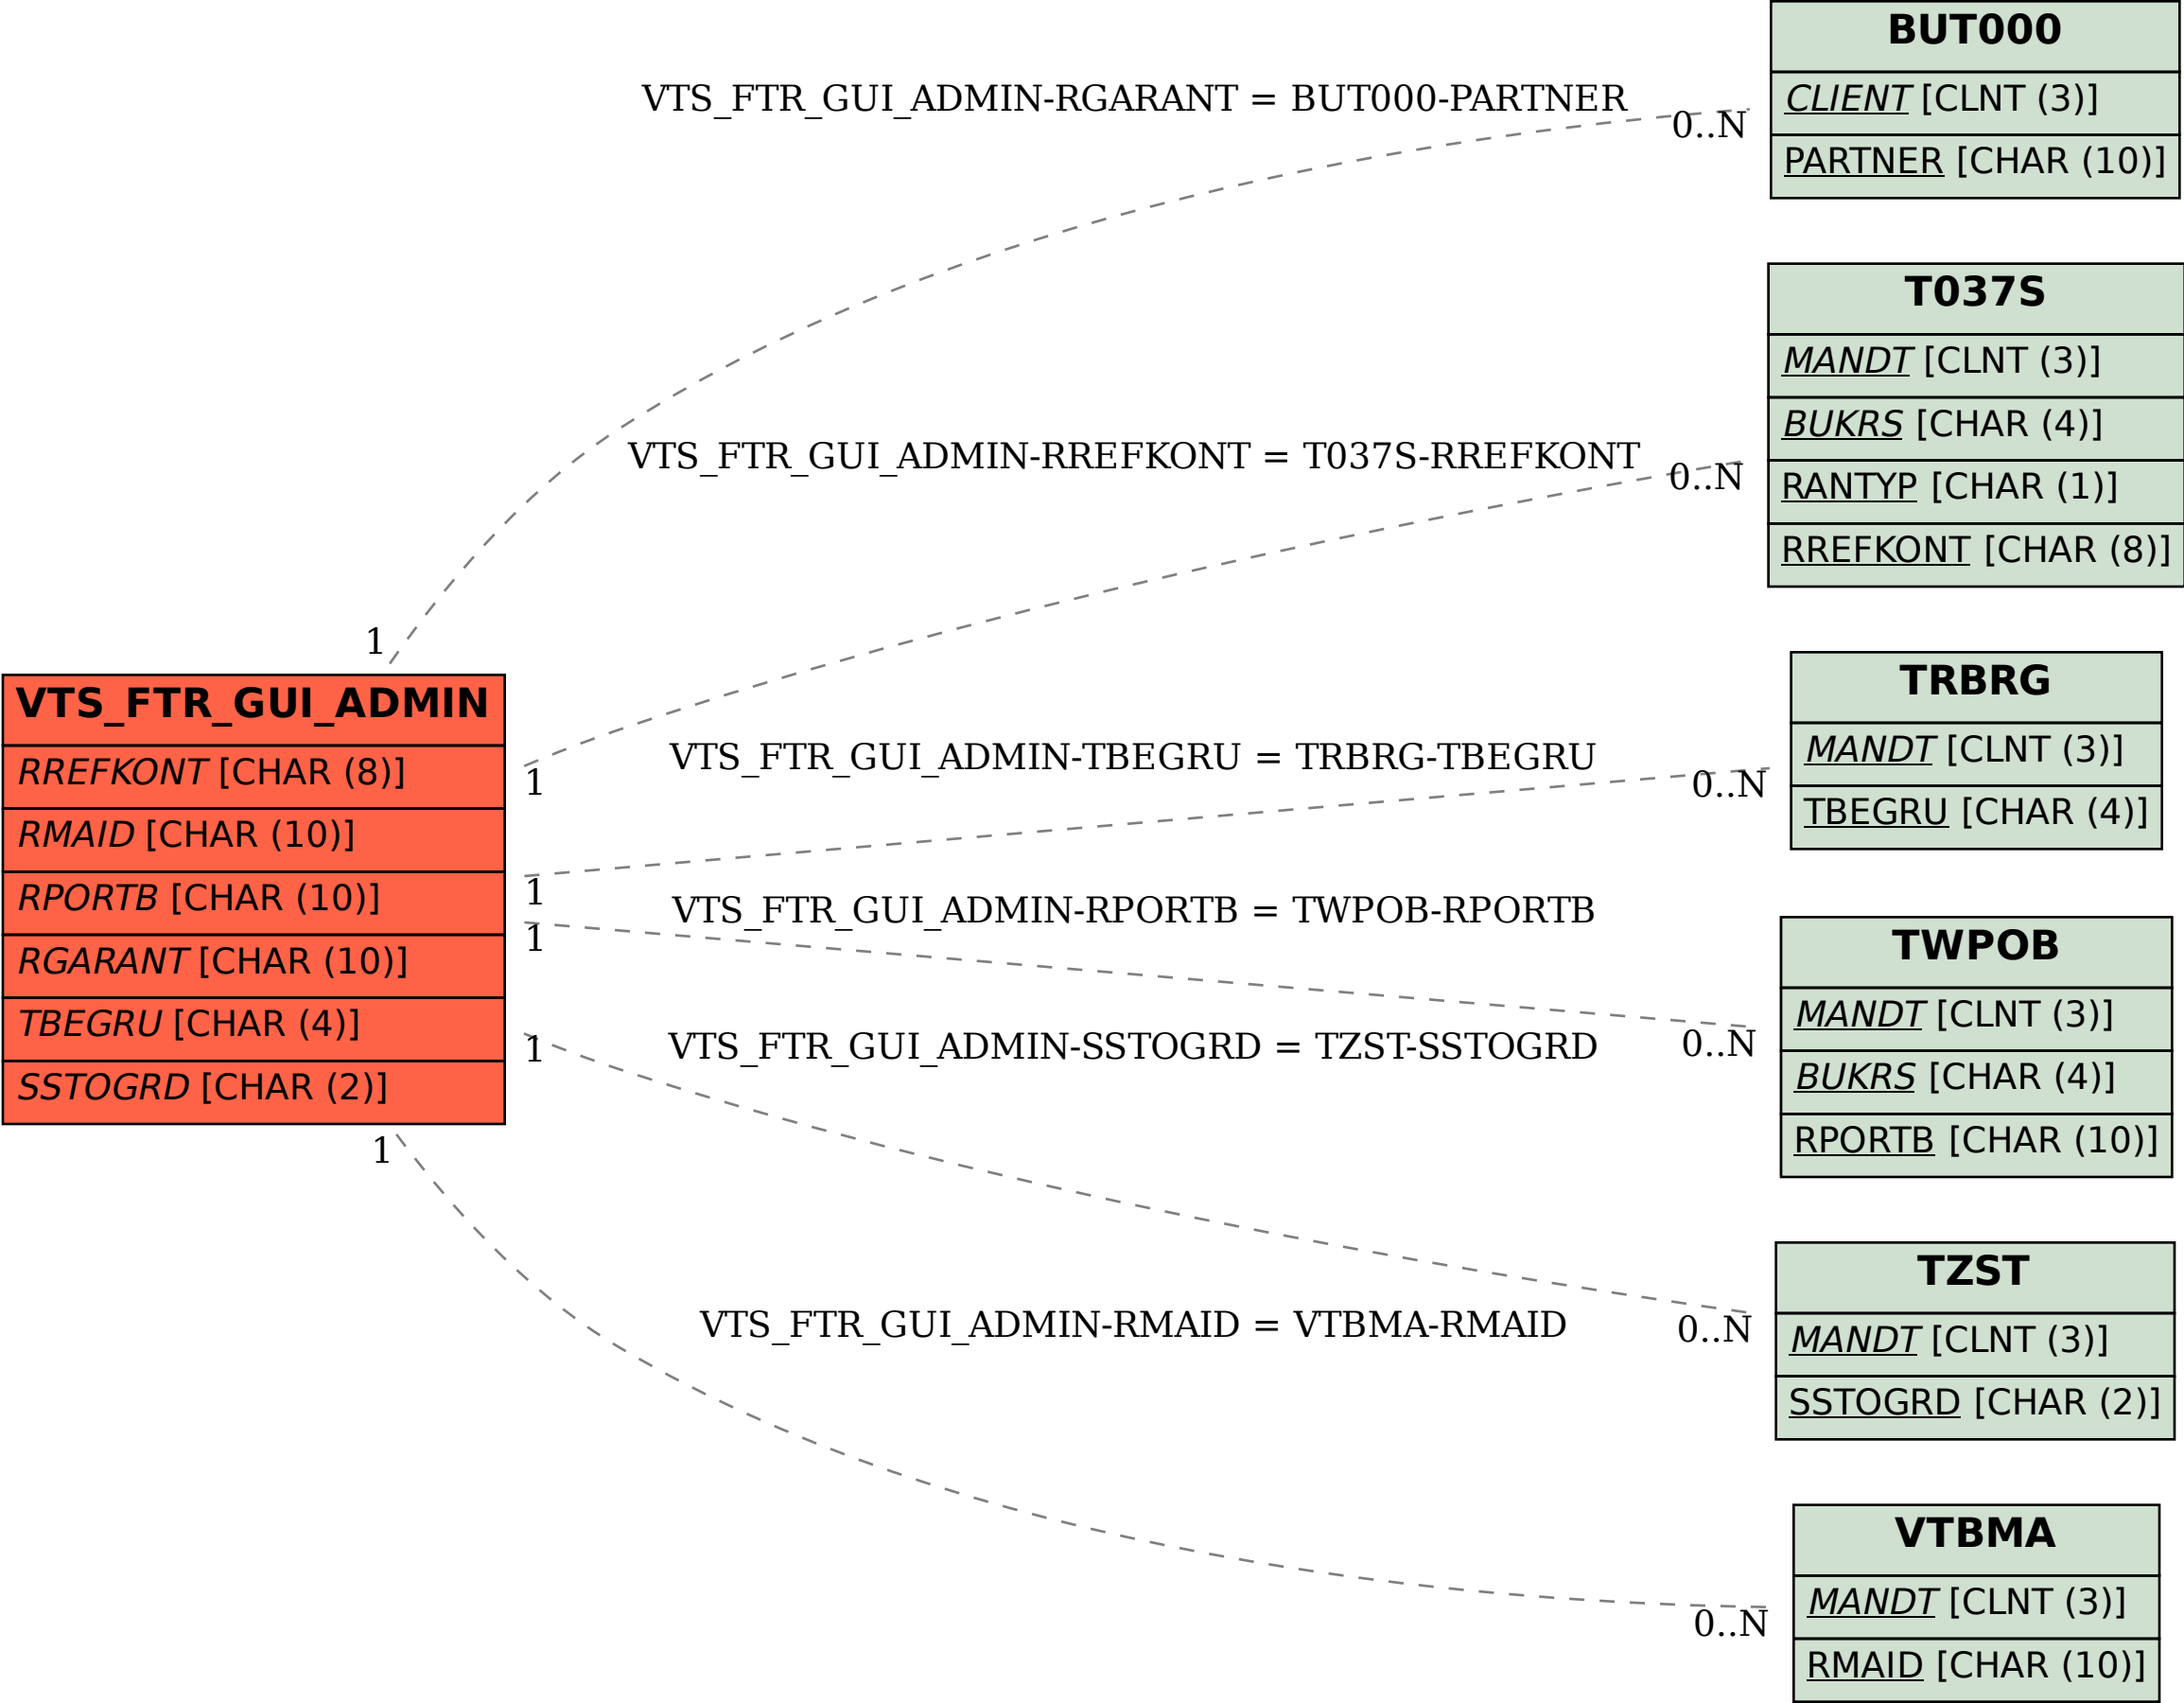 BUT000
CLIENT [CLNT (3)]
PARTNER [CHAR (10)]
VTS_FTR_GUI_ADMIN-RGARANT = BUT000-PARTNER
0..N
1
T037S
MANDT [CLNT (3)]
BUKRS [CHAR (4)]
RANTYP [CHAR (1)]
RREFKONT [CHAR (8)]
VTS_FTR_GUI_ADMIN-RREFKONT = T037S-RREFKONT
0..N
1
VTS_FTR_GUI_ADMIN
RREFKONT [CHAR (8)]
RMAID [CHAR (10)]
RPORTB [CHAR (10)]
RGARANT [CHAR (10)]
TBEGRU [CHAR (4)]
SSTOGRD [CHAR (2)]
TRBRG
MANDT [CLNT (3)]
TBEGRU [CHAR (4)]
VTS_FTR_GUI_ADMIN-TBEGRU = TRBRG-TBEGRU
0..N
1
VTS_FTR_GUI_ADMIN-RPORTB = TWPOB-RPORTB
0..N
1
TWPOB
MANDT [CLNT (3)]
BUKRS [CHAR (4)]
RPORTB [CHAR (10)]
VTS_FTR_GUI_ADMIN-SSTOGRD = TZST-SSTOGRD
0..N
1
TZST
MANDT [CLNT (3)]
SSTOGRD [CHAR (2)]
VTS_FTR_GUI_ADMIN-RMAID = VTBMA-RMAID
0..N
1
VTBMA
MANDT [CLNT (3)]
RMAID [CHAR (10)]